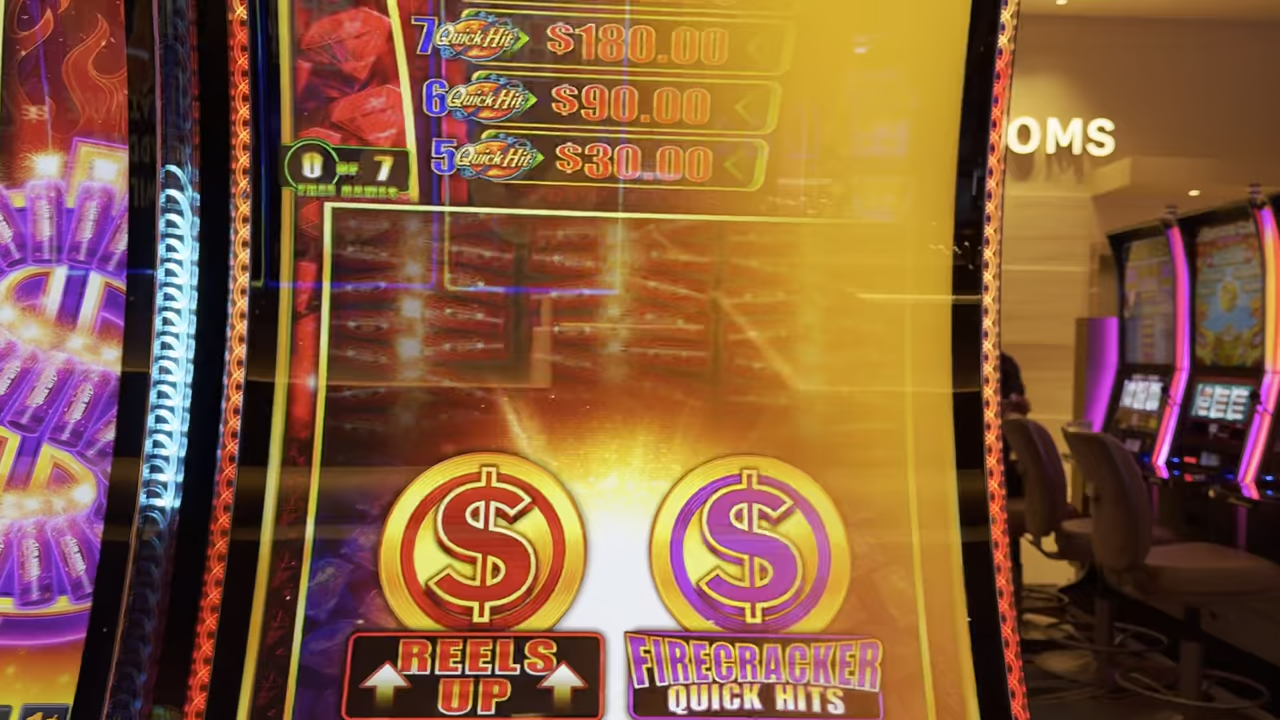 7 Quick Hit $180.00
6 Quick Hit $90.00
5 Quick Hit $30.00
0 OF 7
FREE GAMES
OMS
$ $
REELS
UP
FIRECRACKER
QUICK HITS